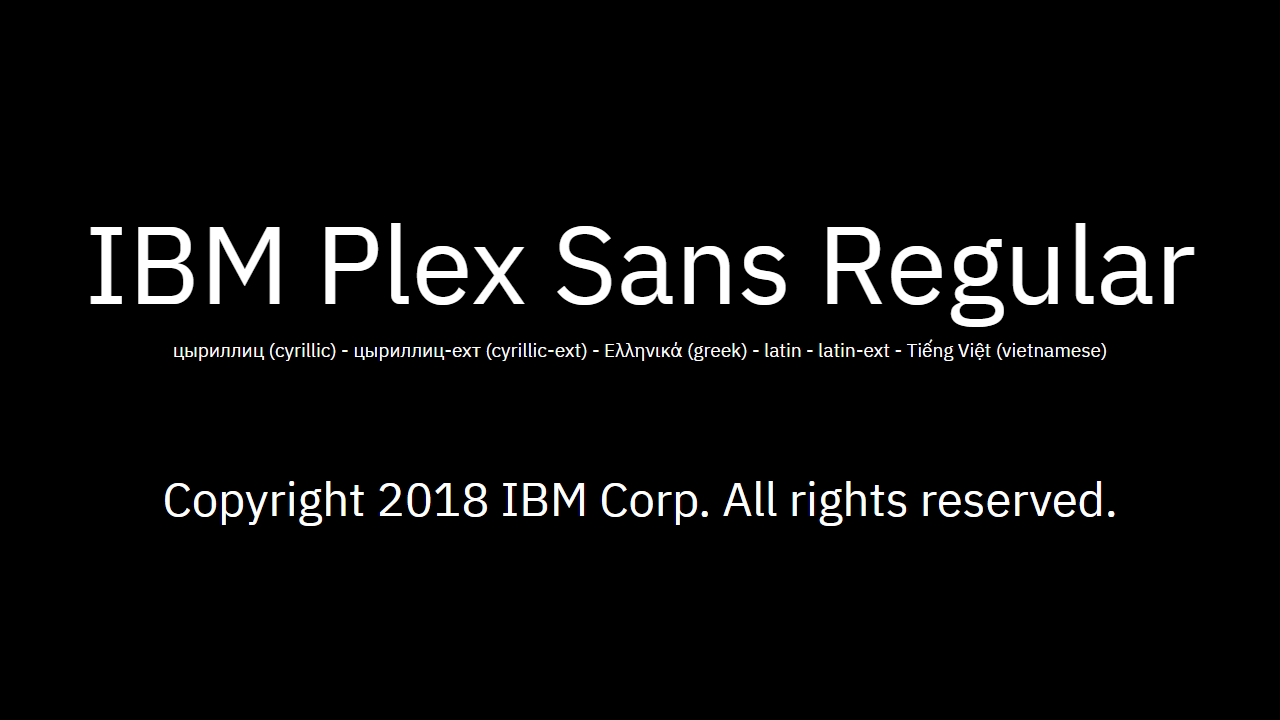 IBM Plex Sans Regular
цыриллиц (cyrillic) - цыриллиц-ехт (cyrillic-ext) - Ελληνικά (greek) - latin - latin-ext - Tiếng Việt (vietnamese)
Copyright 2018 IBM Corp. All rights reserved.